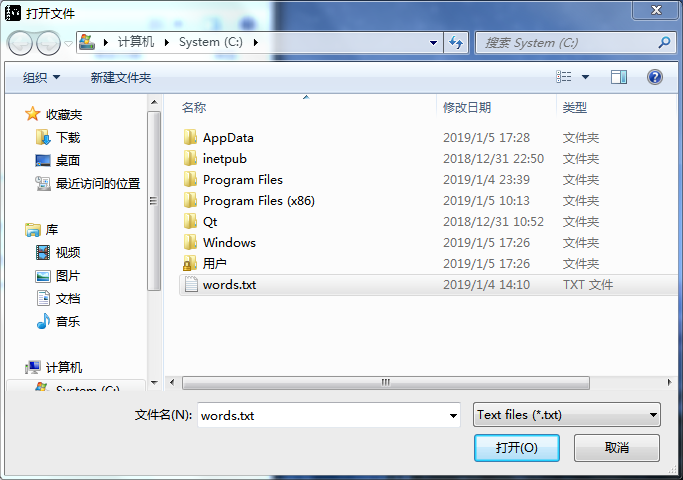 打开文件
计算机 System (C:) 搜索 System (C:)
组织 新建文件夹
名称 修改日期 类型
收藏夹
下载
桌面
最近访问的位置
库
视频
图片
文档
音乐
计算机
System (C:)
AppData 2019/1/5 17:28 文件夹
inetpub 2018/12/31 22:50 文件夹
Program Files 2019/1/4 23:39 文件夹
Program Files (x86) 2019/1/5 10:13 文件夹
Qt 2018/12/31 10:52 文件夹
Windows 2019/1/5 17:26 文件夹
用户 2019/1/5 17:26 文件夹
words.txt 2019/1/4 14:10 TXT 文件
文件名(N): words.txt Text files (*.txt)
打开(O) 取消